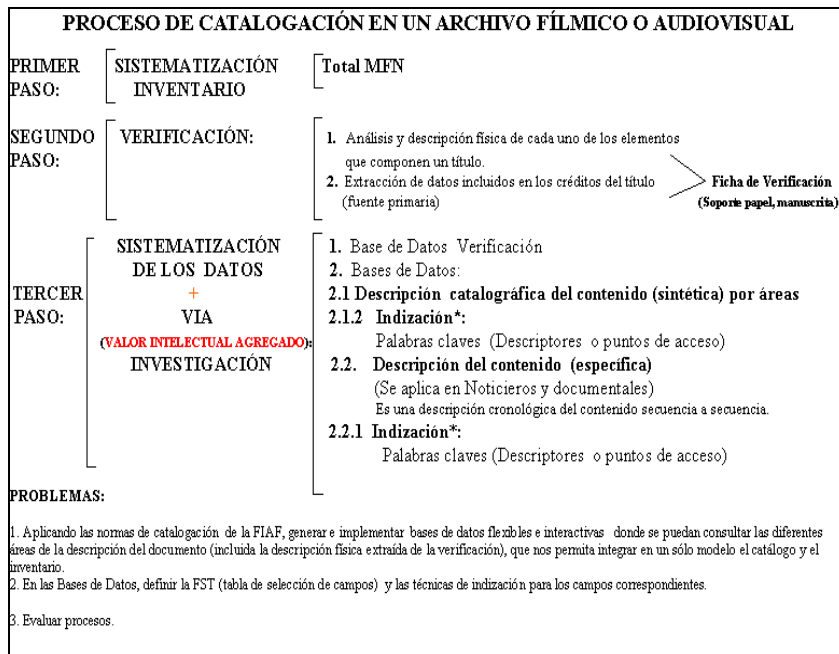 PROCESO DE CATALOGACIÓN EN UN ARCHIVO FÍLMICO O AUDIOVISUAL
PRIMER PASO:
SISTEMATIZACIÓN
INVENTARIO
Total MFN
SEGUNDO
PASO:
VERIFICACIÓN:
1. Análisis y descripción física de cada uno de los elementos
que componen un título.
2. Extracción de datos incluidos en los créditos del título
(fuente primaria)
Ficha de Verificación
(Soporte papel, manuscrita)
TERCER
PASO:
SISTEMATIZACIÓN
DE LOS DATOS
+
VIA
(VALOR INTELECTUAL AGREGADO):
INVESTIGACIÓN
1. Base de Datos Verificación
2. Bases de Datos:
2.1 Descripción catalográfica del contenido (sintética) por áreas
2.1.2 Indización*:
Palabras claves (Descriptores o puntos de acceso)
2.2. Descripción del contenido (específica)
(Se aplica en Noticieros y documentales)
Es una descripción cronológica del contenido secuencia a secuencia.
2.2.1 Indización*:
Palabras claves (Descriptores o puntos de acceso)
PROBLEMAS:
1. Aplicando las normas de catalogación de la FIAF, generar e implementar bases de datos flexibles e interactivas donde se puedan consultar las diferentes
áreas de la descripción del documento (incluida la descripción física extraída de la verificación), que nos permita integrar en un sólo modelo el catálogo y el
inventario.
2. En las Bases de Datos, definir la FST (tabla de selección de campos) y las técnicas de indización para los campos correspondientes.
3. Evaluar procesos.